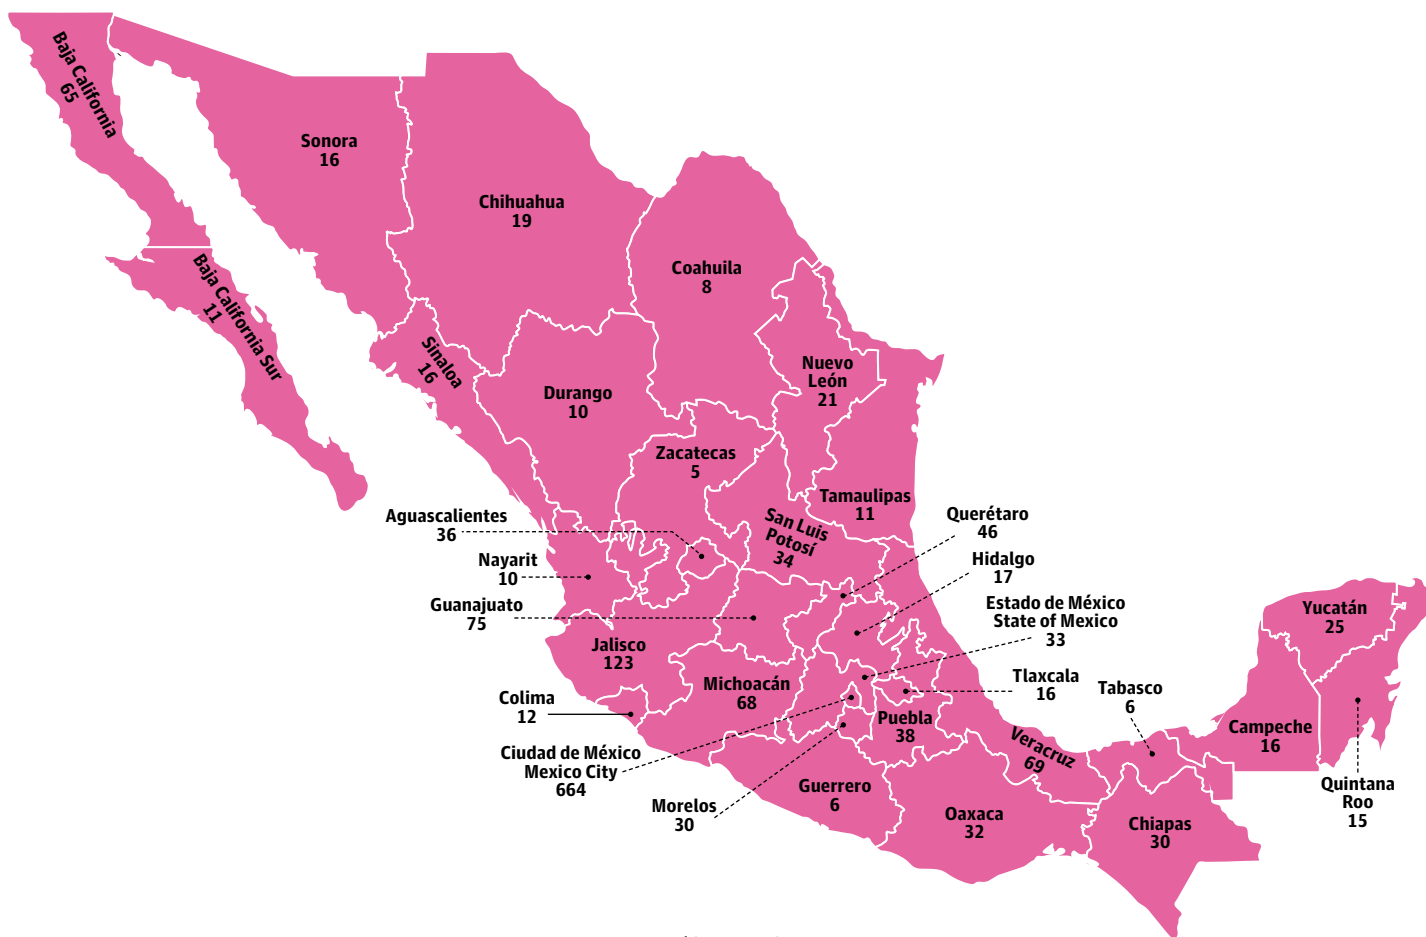 Baja California
65
Sonora
16
Chihuahua
19
Coahuila
8
Baja California Sur
11
Sinaloa
16
Durango
10
Nuevo
León
21
Zacatecas
5
Tamaulipas
11
San Luis
Potosí
34
Aguascalientes
36
Nayarit
10
Guanajuato
75
Querétaro
46
Hidalgo
17
Estado de México
State of Mexico
33
Jalisco
123
Michoacán
68
Colima
12
Tlaxcala
16
Tabasco
6
Puebla
38
Veracruz
69
Ciudad de México
Mexico City
664
Morelos
30
Guerrero
6
Oaxaca
32
Chiapas
30
Yucatán
25
Campeche
16
Quintana
Roo
15